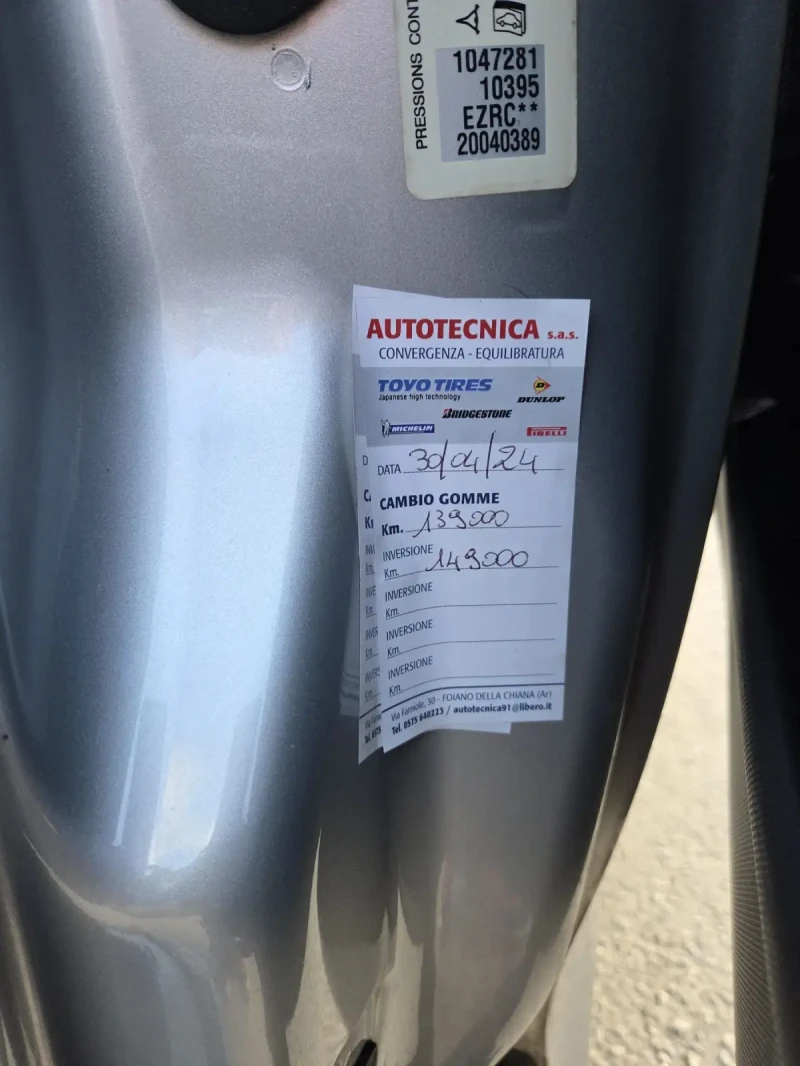 PRESSIONS CONT
1047281
10395
EZRC**
20040389
AUTOTECNICA s.a.s.
CONVERGENZA - EQUILIBRATURA
TOYO TIRES
Japanese high technology
DUNLOP
BRIDGESTONE
MICHELIN
PIRELLI
DATA 30/04/24
CAMBIO GOMME
Km. 139000
INVERSIONE
Km. 149000
INVERSIONE
Km.
INVERSIONE
Km.
INVERSIONE
Km.
Via Farniole, 30 - FOIANO DELLA CHIANA (Ar)
Tel. 0575 640223 / autotecnica91@libero.it